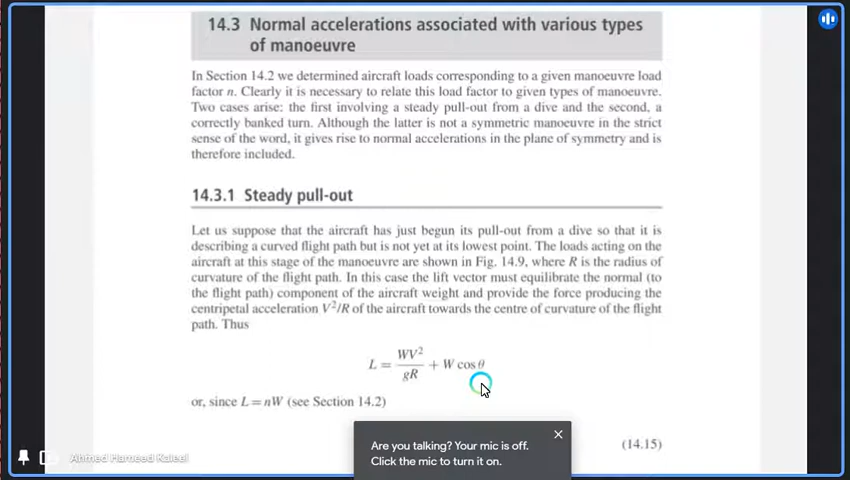 14.3 Normal accelerations associated with various types
of manoeuvre
In Section 14.2 we determined aircraft loads corresponding to a given manoeuvre load
factor n. Clearly it is necessary to relate this load factor to given types of manoeuvre.
Two cases arise: the first involving a steady pull-out from a dive and the second, a
correctly banked turn. Although the latter is not a symmetric manoeuvre in the strict
sense of the word, it gives rise to normal accelerations in the plane of symmetry and is
therefore included.
14.3.1 Steady pull-out
Let us suppose that the aircraft has just begun its pull-out from a dive so that it is
describing a curved flight path but is not yet at its lowest point. The loads acting on the
aircraft at this stage of the manoeuvre are shown in Fig. 14.9, where R is the radius of
curvature of the flight path. In this case the lift vector must equilibrate the normal (to
the flight path) component of the aircraft weight and provide the force producing the
centripetal acceleration V²/R of the aircraft towards the centre of curvature of the flight
path. Thus
L = WV²/gR + W cos θ
or, since L = nW (see Section 14.2)
Are you talking? Your mic is off.
Click the mic to turn it on.
(14.15)
Ahmed Hameed Kaleel